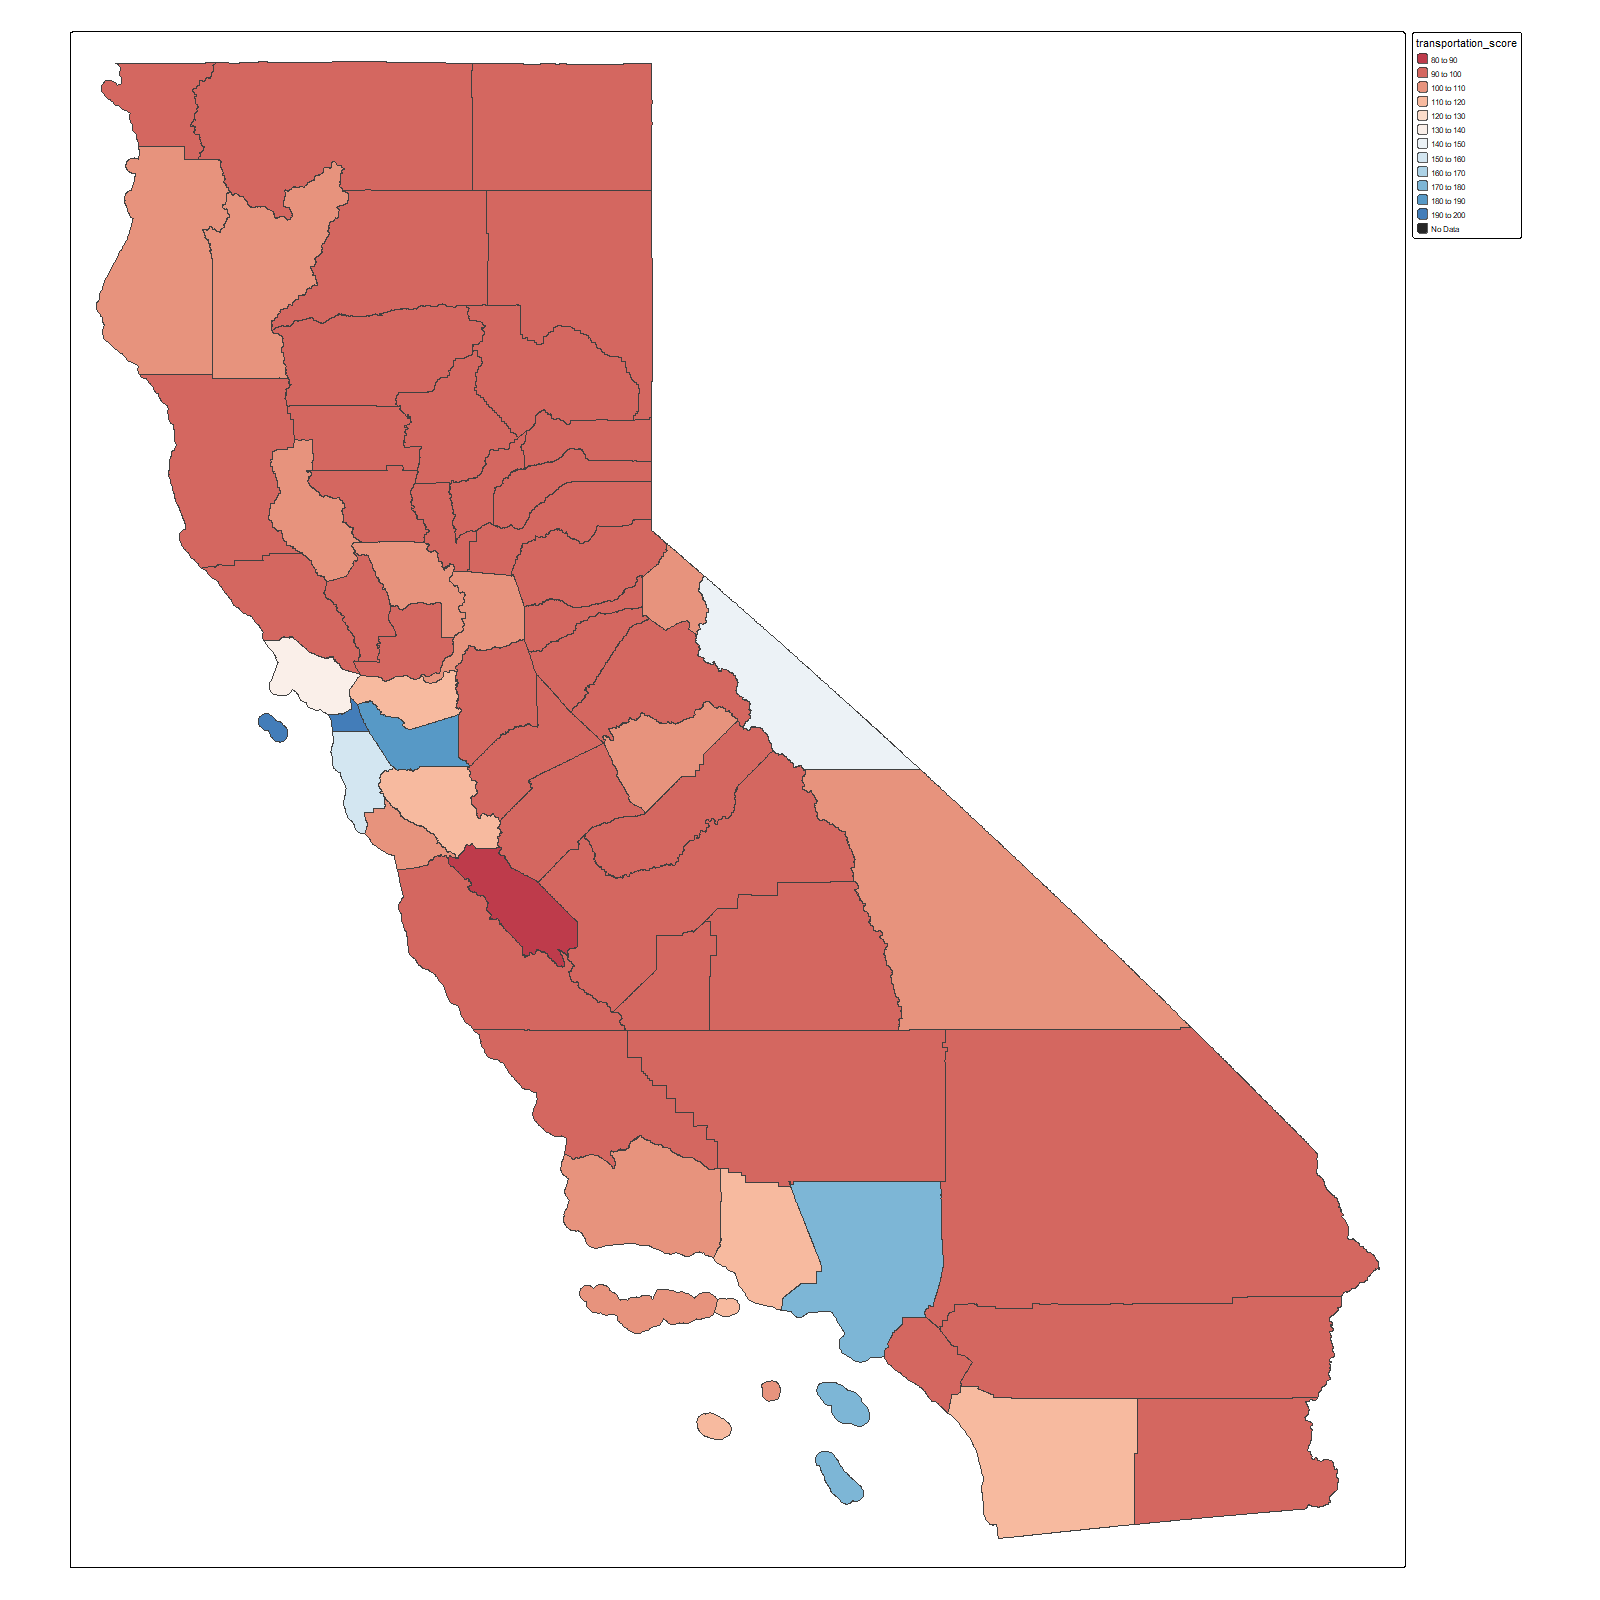 transportation_score
80 to 90
90 to 100
100 to 110
110 to 120
120 to 130
130 to 140
140 to 150
150 to 160
160 to 170
170 to 180
180 to 190
190 to 200
No Data